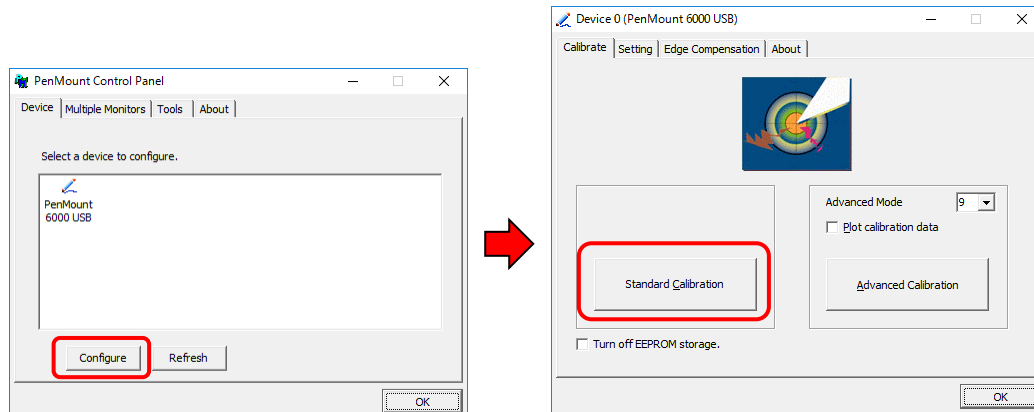 PenMount Control Panel
Device Multiple Monitors Tools About
Select a device to configure.
PenMount
6000 USB
Configure Refresh
OK
Device 0 (PenMount 6000 USB)
Calibrate Setting Edge Compensation About
Advanced Mode 9
Plot calibration data
Standard Calibration Advanced Calibration
Turn off EEPROM storage.
OK